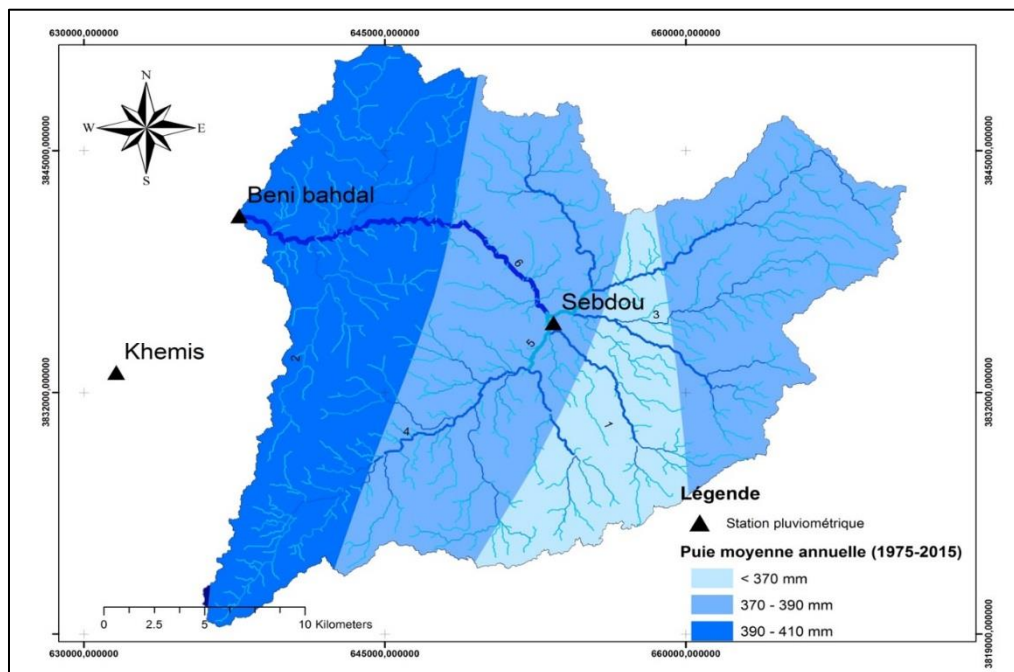 630000,000000 645000,000000 660000,000000
3845000,000000 3845000,000000
N
W E
S
Beni bahdal
6
Sebdou
3
Khemis
2
5
3832000,000000 3832000,000000
4
1
Légende
Station pluviométrique
Puie moyenne annuelle (1975-2015)
< 370 mm
370 - 390 mm
390 - 410 mm
0 2.5 5 10 Kilometers
3819000,000000
630000,000000 645000,000000 660000,000000